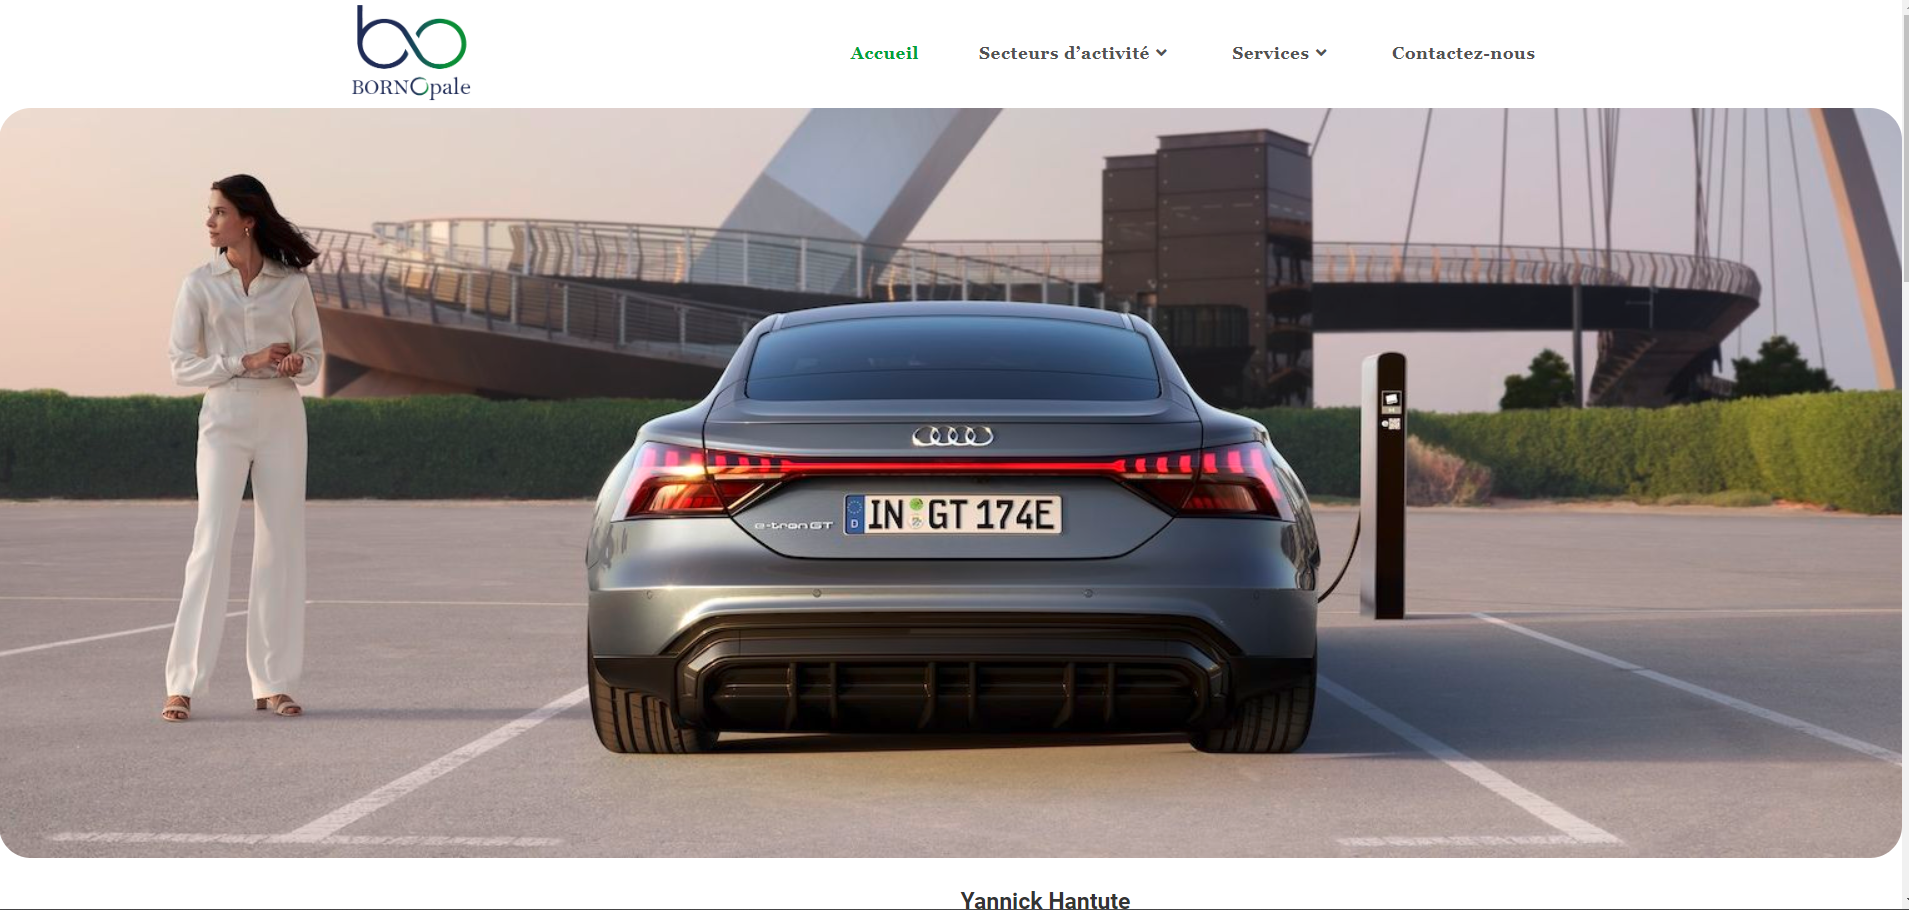 bo
BORNOpale
Accueil
Secteurs d’activité
Services
Contactez-nous
e-tron GT
D
IN GT 174E
Yannick Hantute